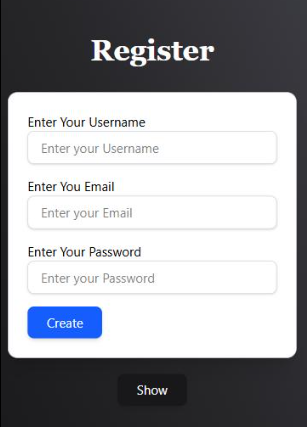 Register
Enter Your Username
Enter your Username
Enter You Email
Enter your Email
Enter Your Password
Enter your Password
Create
Show